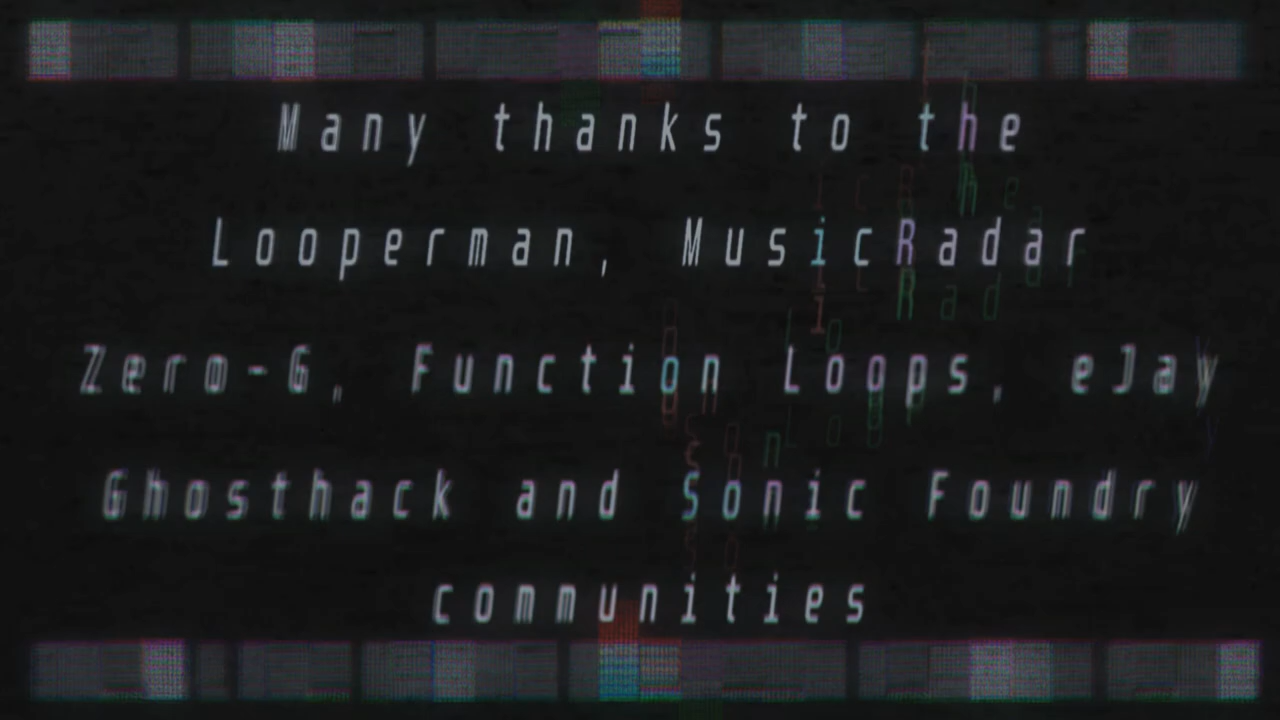 Many thanks to the
Looperman, MusicRadar
Zero-G, Function Loops, eJay
Ghosthack and Sonic Foundry
communities